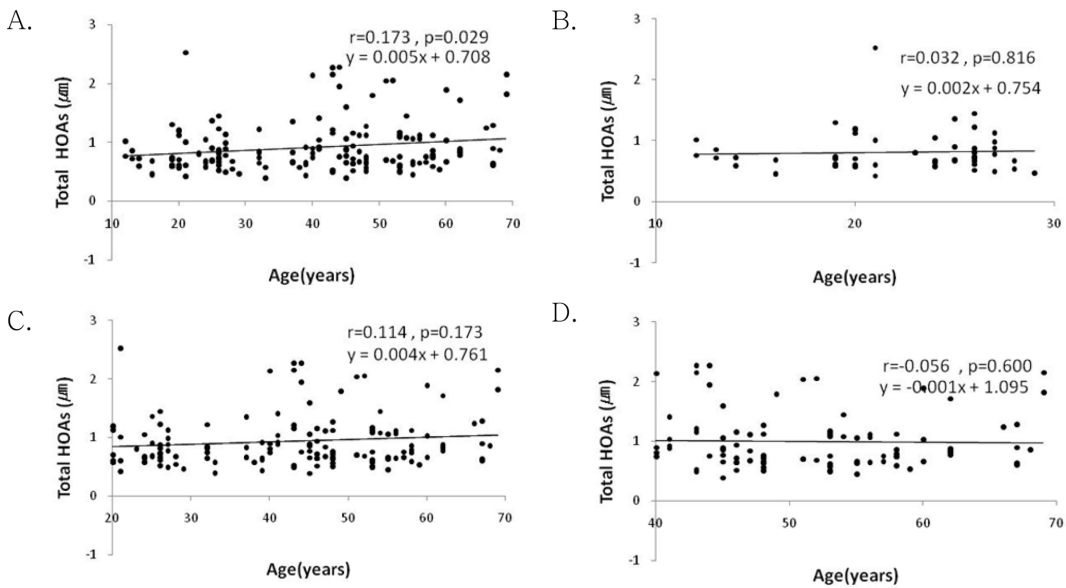 A.
r=0.173 , p=0.029
y = 0.005x + 0.708
Total HOAs (㎛)
3
2
1
0
-1
10 20 30 40 50 60 70
Age(years)
B.
r=0.032 , p=0.816
y = 0.002x + 0.754
Total HOAs (㎛)
3
2
1
0
-1
10 20 30
Age(years)
C.
r=0.114 , p=0.173
y = 0.004x + 0.761
Total HOAs (㎛)
3
2
1
0
-1
20 30 40 50 60 70
Age(years)
D.
r=-0.056 , p=0.600
y = -0.001x + 1.095
Total HOAs (㎛)
3
2
1
0
-1
40 50 60 70
Age(years)